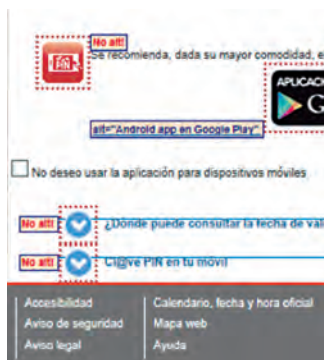 No alt!
PIN
Se recomienda, dada su mayor comodidad, e
APLICACI
G
alt="Android app en Google Play"
No deseo usar la aplicación para dispositivos móviles
No alt! ¿Dónde puede consultar la fecha de val
No alt! Cl@ve PIN en tu móvil
Accesibilidad
Calendario, fecha y hora oficial
Aviso de seguridad
Mapa web
Aviso legal
Ayuda